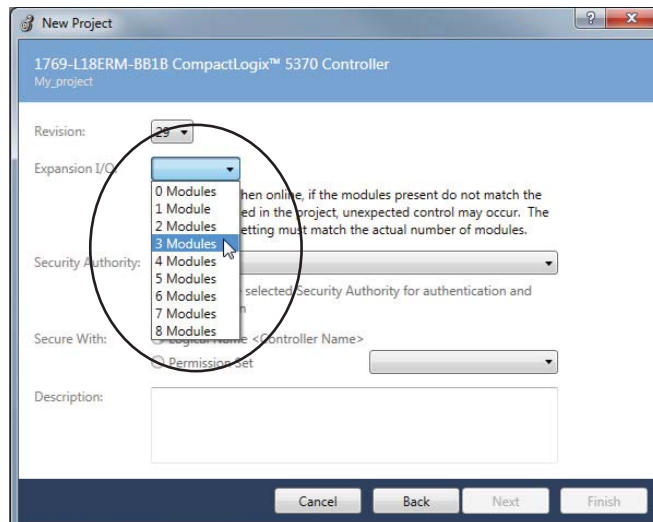 New Project
1769-L18ERM-BB1B CompactLogix™ 5370 Controller
My_project
Revision: 29
Expansion I/O:
0 Modules
1 Module
2 Modules
3 Modules
4 Modules
5 Modules
6 Modules
7 Modules
8 Modules
hen online, if the modules present do not match the
ed in the project, unexpected control may occur. The
etting must match the actual number of modules.
Security Authority:
selected Security Authority for authentication and
Secure With: Logical Name <Controller Name>
Permission Set
Description:
Cancel Back Next Finish